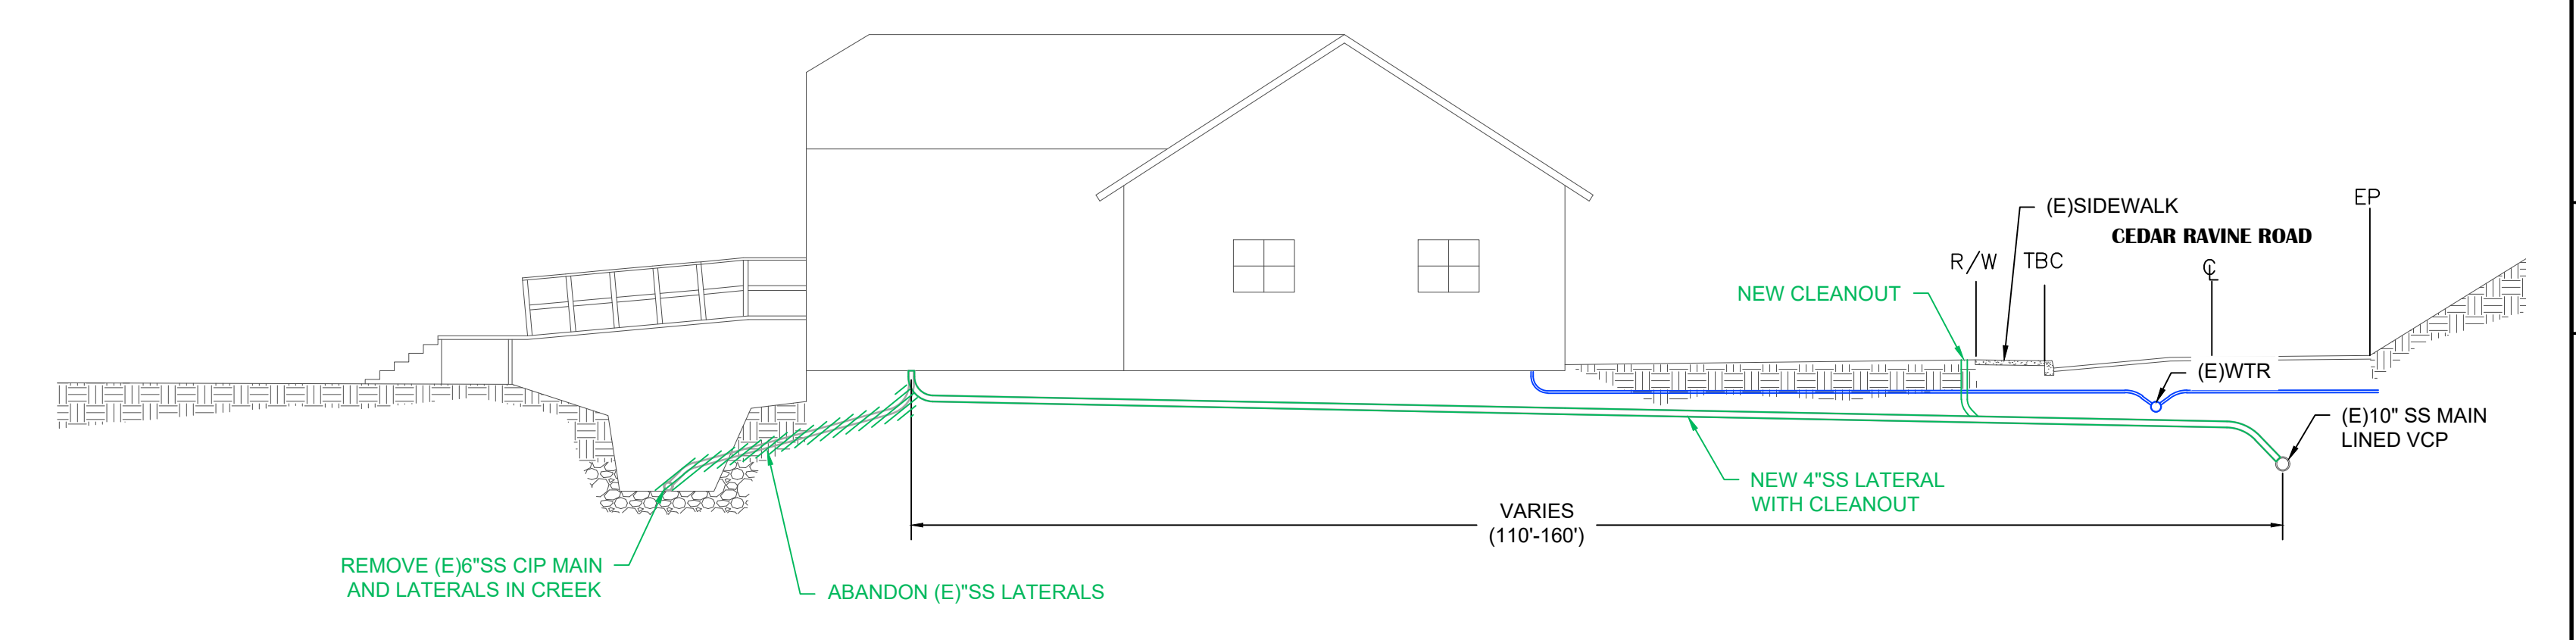 EP
(E)SIDEWALK
CEDAR RAVINE ROAD
R/W
TBC
℄
NEW CLEANOUT
(E)WTR
(E)10" SS MAIN
LINED VCP
NEW 4"SS LATERAL
WITH CLEANOUT
VARIES
(110'-160')
REMOVE (E)6"SS CIP MAIN
AND LATERALS IN CREEK
ABANDON (E)"SS LATERALS